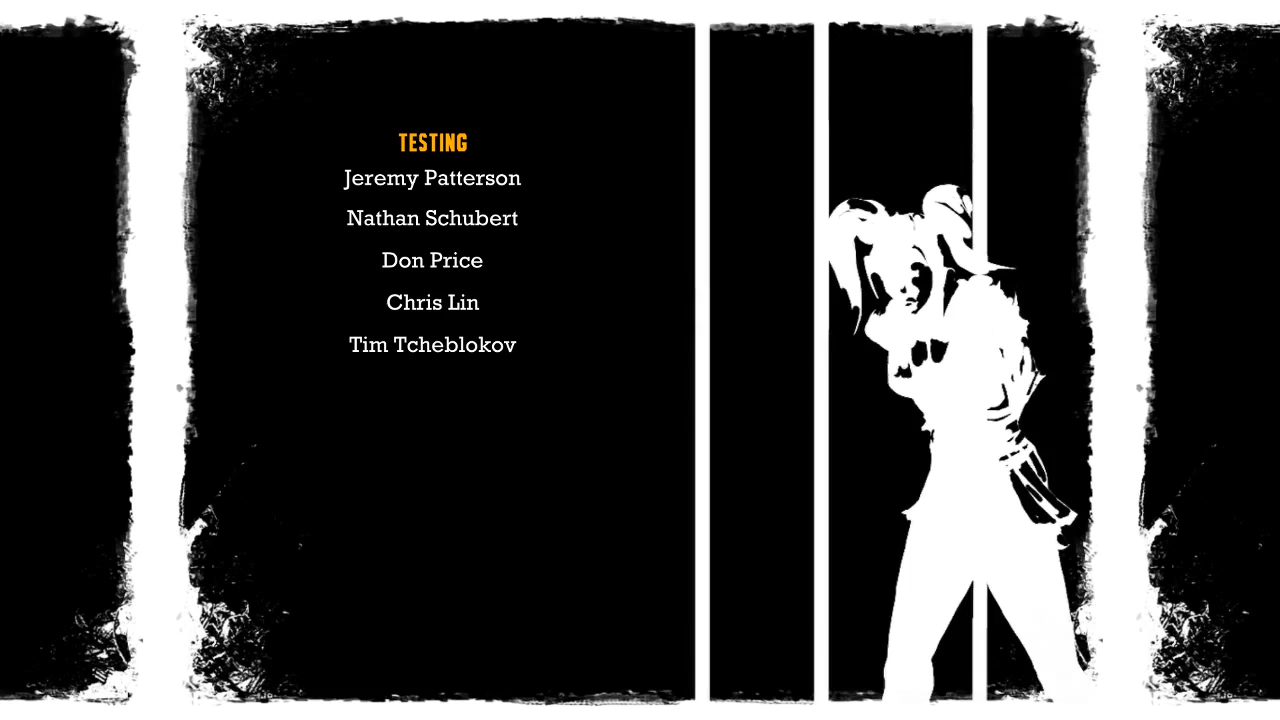 TESTING
Jeremy Patterson
Nathan Schubert
Don Price
Chris Lin
Tim Tcheblokov